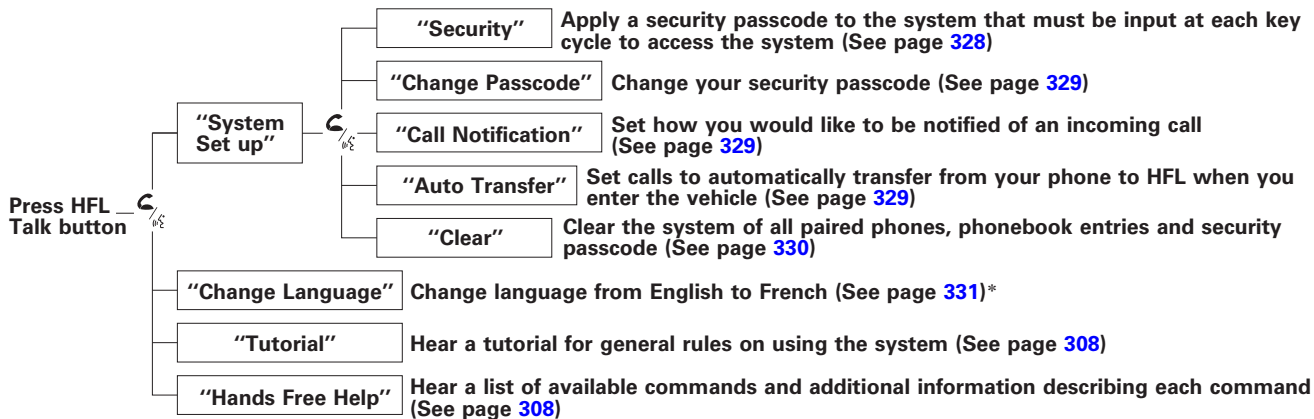 "Security"
Apply a security passcode to the system that must be input at each key
cycle to access the system (See page 328)
"Change Passcode"
Change your security passcode (See page 329)
"System
Set up"
"Call Notification"
Set how you would like to be notified of an incoming call
(See page 329)
"Auto Transfer"
Set calls to automatically transfer from your phone to HFL when you
enter the vehicle (See page 329)
Press HFL
Talk button
"Clear"
Clear the system of all paired phones, phonebook entries and security
passcode (See page 330)
"Change Language"
Change language from English to French (See page 331)*
"Tutorial"
Hear a tutorial for general rules on using the system (See page 308)
"Hands Free Help"
Hear a list of available commands and additional information describing each command
(See page 308)